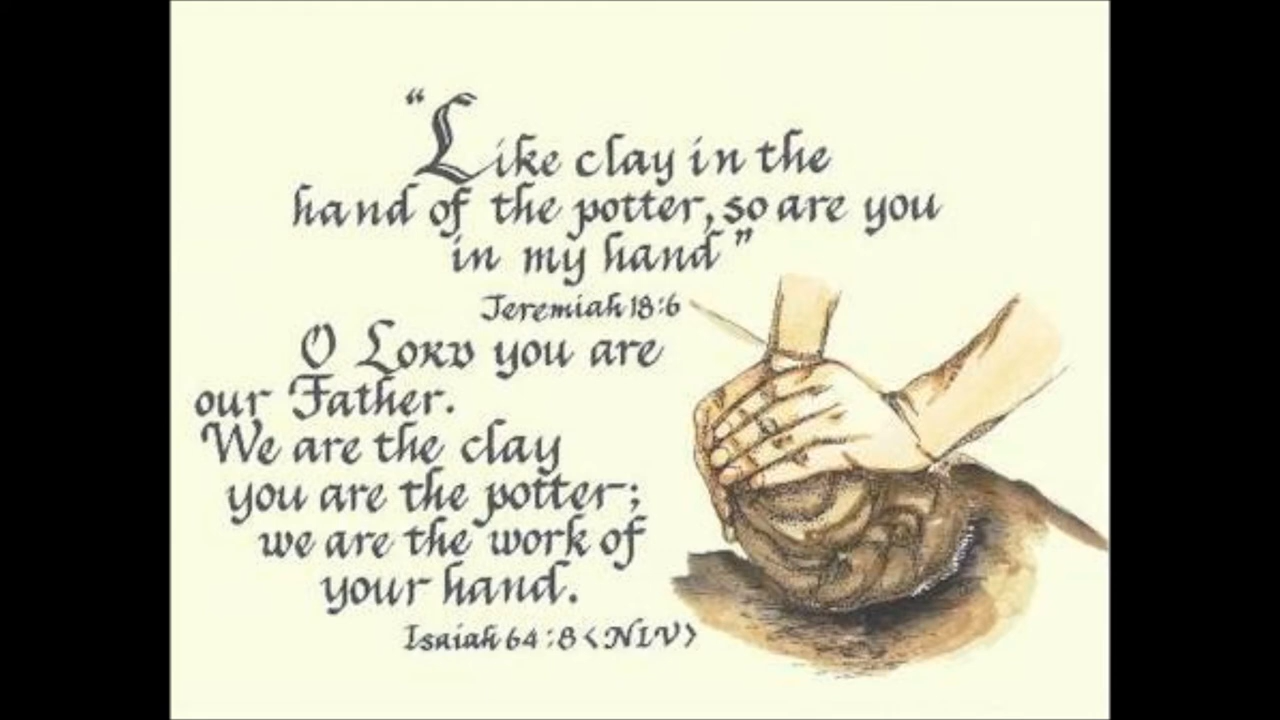 “Like clay in the
hand of the potter, so are you
in my hand”
Jeremiah 18:6
O LORD you are
our Father.
We are the clay
you are the potter;
we are the work of
your hand.
Isaiah 64:8 <NIV>